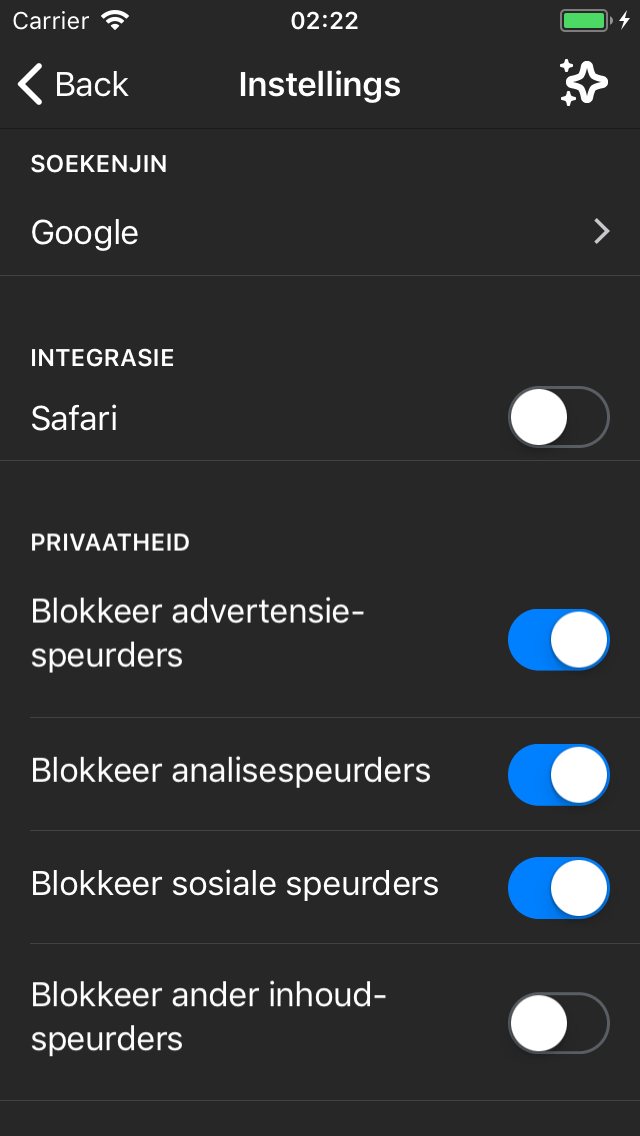 Carrier 02:22
Back Instellings
SOEKENJIN
Google
INTEGRASIE
Safari
PRIVAATHEID
Blokkeer advertensie-
speurders
Blokkeer analisespeurders
Blokkeer sosiale speurders
Blokkeer ander inhoud-
speurders